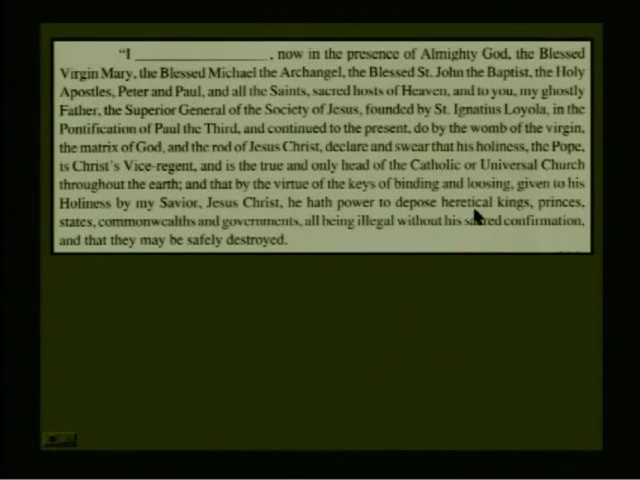 "I ____________________, now in the presence of Almighty God, the Blessed
Virgin Mary, the Blessed Michael the Archangel, the Blessed St. John the Baptist, the Holy
Apostles, Peter and Paul, and all the Saints, sacred hosts of Heaven, and to you, my ghostly
Father, the Superior General of the Society of Jesus, founded by St. Ignatius Loyola, in the
Pontification of Paul the Third, and continued to the present, do by the womb of the virgin,
the matrix of God, and the rod of Jesus Christ, declare and swear that his holiness, the Pope,
is Christ's Vice-regent, and is the true and only head of the Catholic or Universal Church
throughout the earth; and that by the virtue of the keys of binding and loosing, given to his
Holiness by my Savior, Jesus Christ, he hath power to depose heretical kings, princes,
states, commonwealths and governments, all being illegal without his sacred confirmation,
and that they may be safely destroyed.